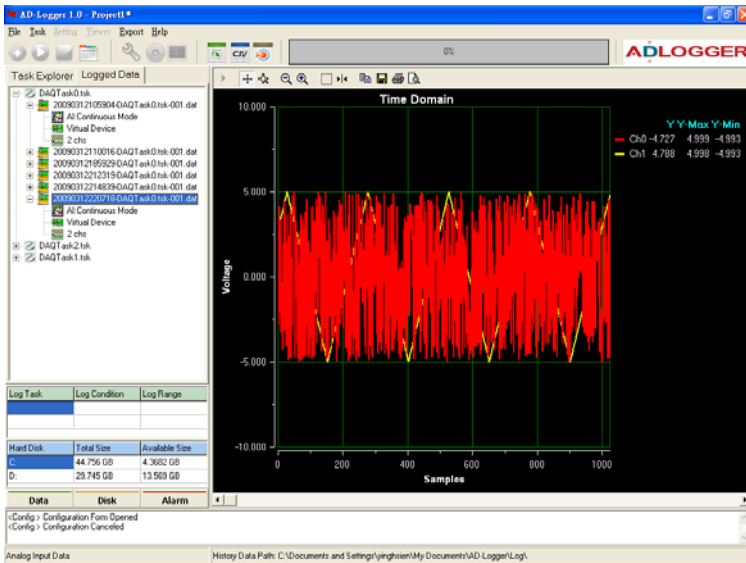 AD-Logger 1.0 - Project1 *
File Task Setting Viewer Export Help
CSV
0%
ADLOGGER
Task Explorer Logged Data
DAQTask0.tsk
20090312105904-DAQTask0.tsk-001.dat
AI:Continuous Mode
Virtual Device
2 chs
20090312110016-DAQTask0.tsk-001.dat
20090312185929-DAQTask0.tsk-001.dat
20090312212319-DAQTask0.tsk-001.dat
20090312214839-DAQTask0.tsk-001.dat
20090312220718-DAQTask0.tsk-001.dat
AI:Continuous Mode
Virtual Device
2 chs
DAQTask2.tsk
DAQTask1.tsk
Time Domain
Y Y-Max Y-Min
Ch0 -4.727 4.999 -4.993
Ch1 4.788 4.998 -4.993
10.000
5.000
0.000
-5.000
-10.000
Voltage
0 200 400 600 800 1000
Samples
Log Task Log Condition Log Range
Hard Disk Total Size Available Size
C: 44.756 GB 4.3682 GB
D: 29.745 GB 13.569 GB
Data Disk Alarm
<Config> Configuration Form Opened
<Config> Configuration Canceled
Analog Input Data
History Data Path: C:\Documents and Settings\yinghsien\My Documents\AD-Logger\Log\